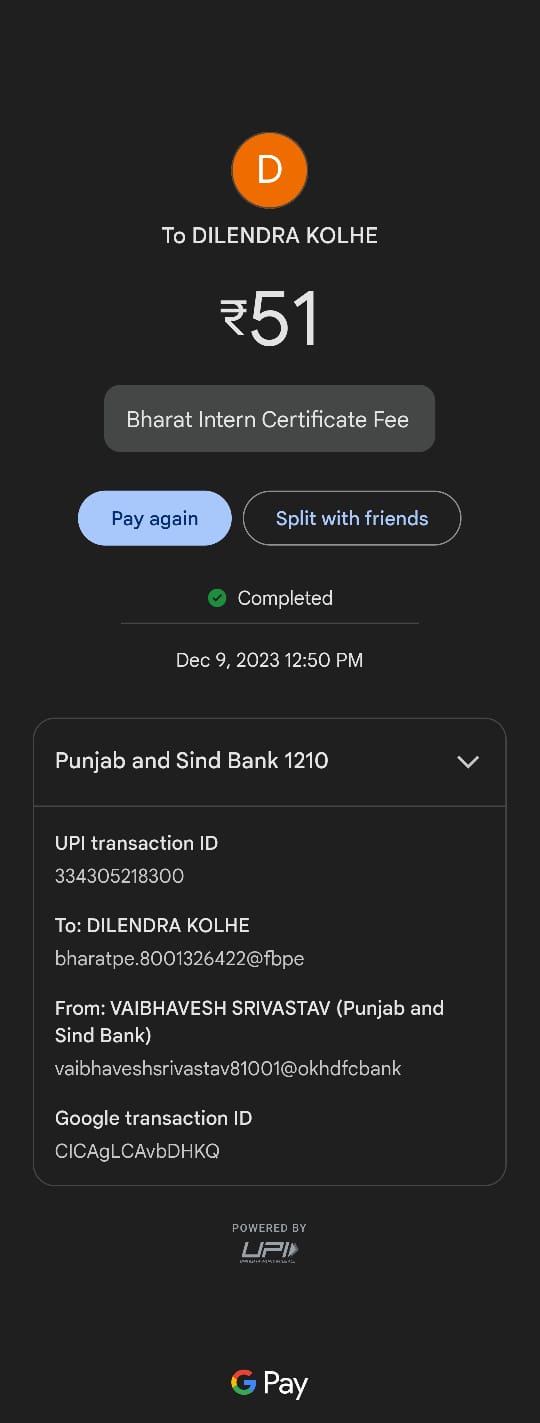 D
To DILENDRA KOLHE
₹51
Bharat Intern Certificate Fee
Pay again
Split with friends
Completed
Dec 9, 2023 12:50 PM
Punjab and Sind Bank 1210
UPI transaction ID
334305218300
To: DILENDRA KOLHE
bharatpe.8001326422@fbpe
From: VAIBHAVESH SRIVASTAV (Punjab and
Sind Bank)
vaibhaveshsrivastav81001@okhdfcbank
Google transaction ID
CICAgLCAvbDHKQ
POWERED BY
UPI
G Pay